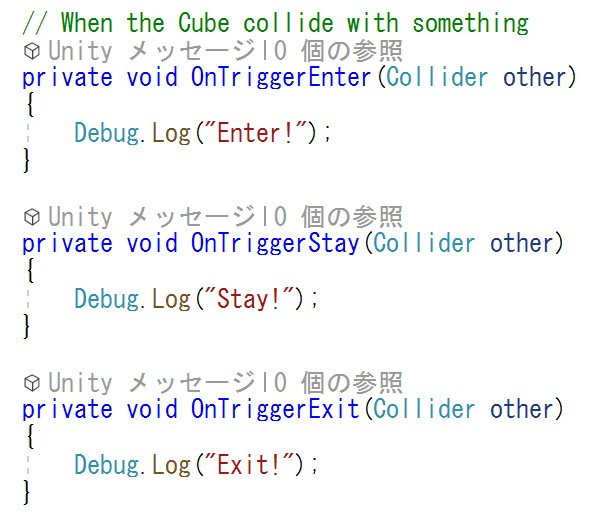 // When the Cube collide with something
Unity メッセージ|0 個の参照
private void OnTriggerEnter(Collider other)
{
Debug.Log("Enter!");
}
Unity メッセージ|0 個の参照
private void OnTriggerStay(Collider other)
{
Debug.Log("Stay!");
}
Unity メッセージ|0 個の参照
private void OnTriggerExit(Collider other)
{
Debug.Log("Exit!");
}